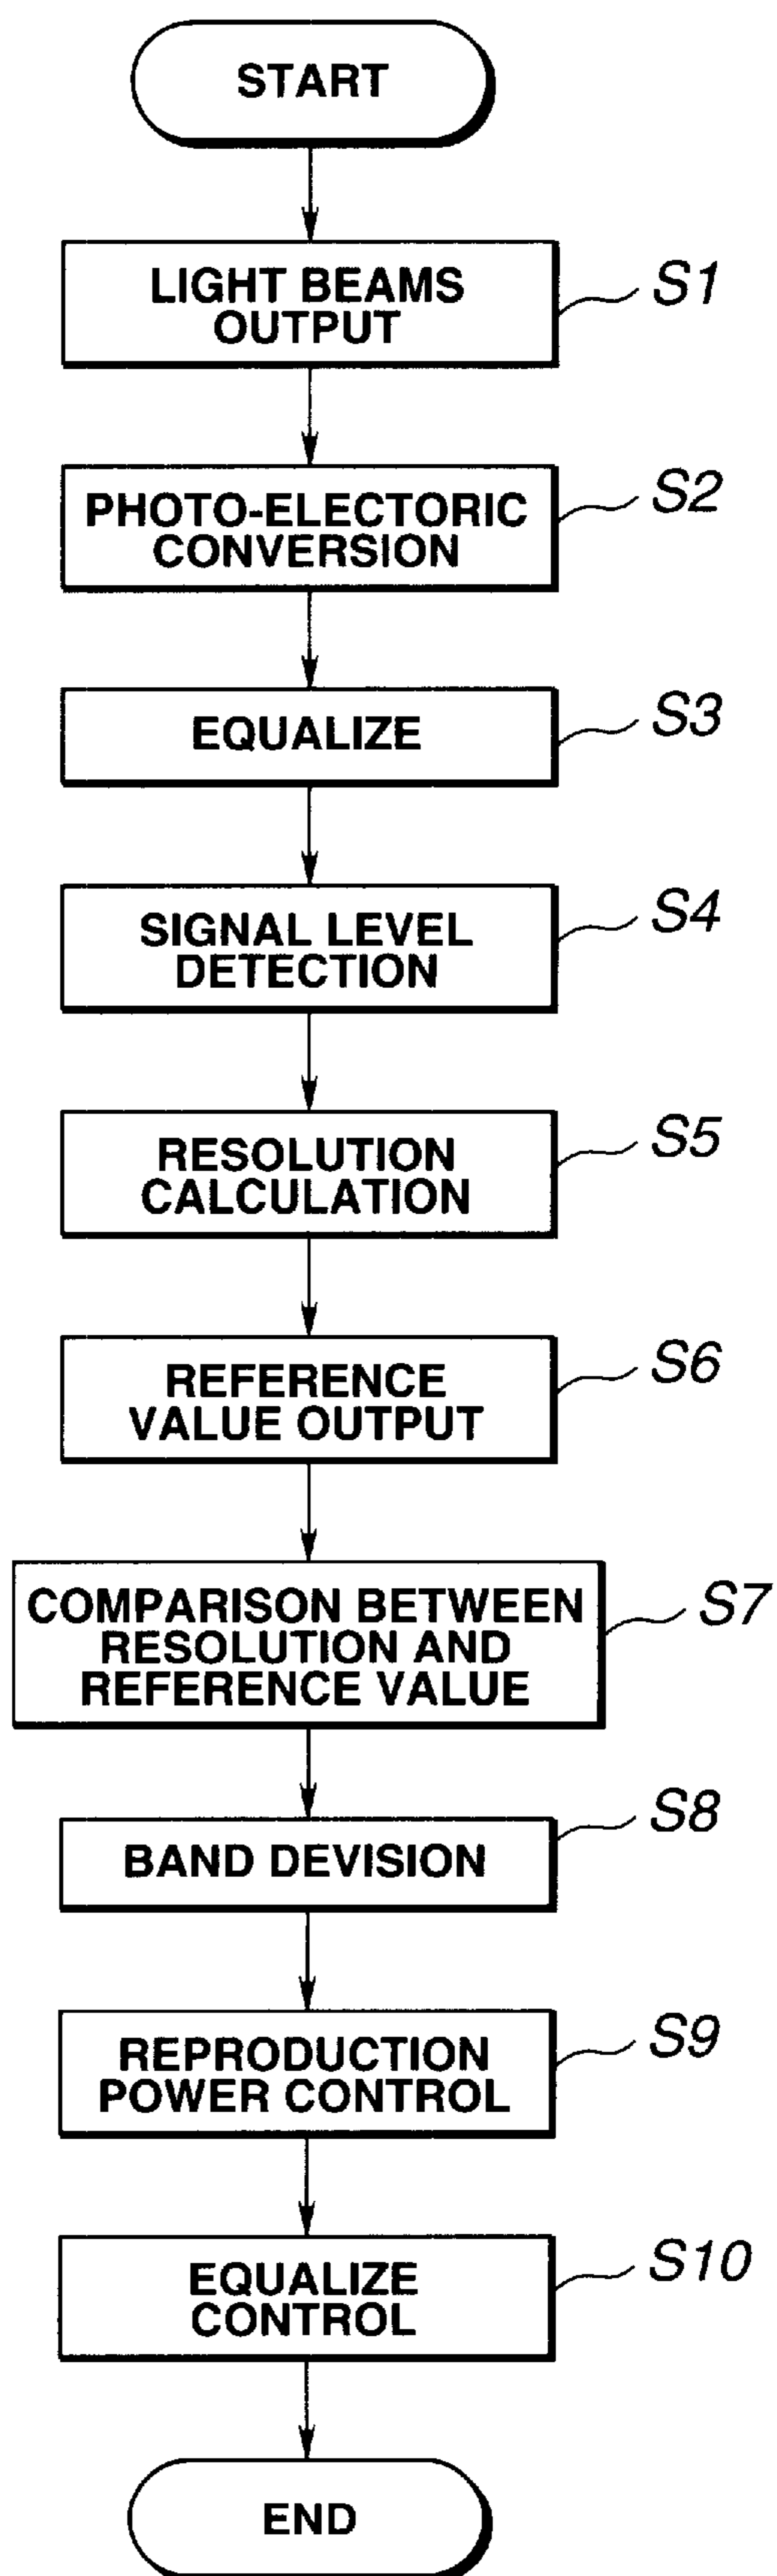 START
LIGHT BEAMS
OUTPUT
S1
PHOTO-ELECTORIC
CONVERSION
S2
EQUALIZE
S3
SIGNAL LEVEL
DETECTION
S4
RESOLUTION
CALCULATION
S5
REFERENCE
VALUE OUTPUT
S6
COMPARISON BETWEEN
RESOLUTION AND
REFERENCE VALUE
S7
BAND DEVISION
S8
REPRODUCTION
POWER CONTROL
S9
EQUALIZE
CONTROL
S10
END